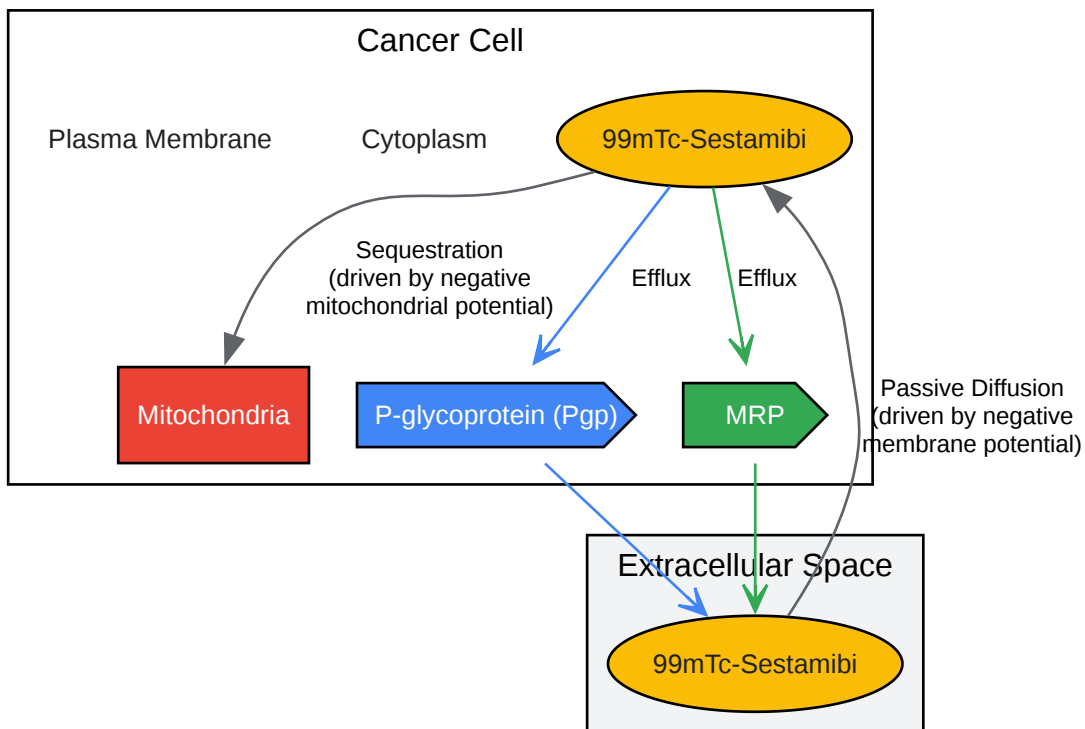 Cancer Cell
Plasma Membrane
Cytoplasm
99mTc-Sestamibi
Sequestration
(driven by negative
mitochondrial potential)
Efflux
Efflux
Mitochondria
P-glycoprotein (Pgp)
MRP
Passive Diffusion
(driven by negative
membrane potential)
Extracellular Space
99mTc-Sestamibi